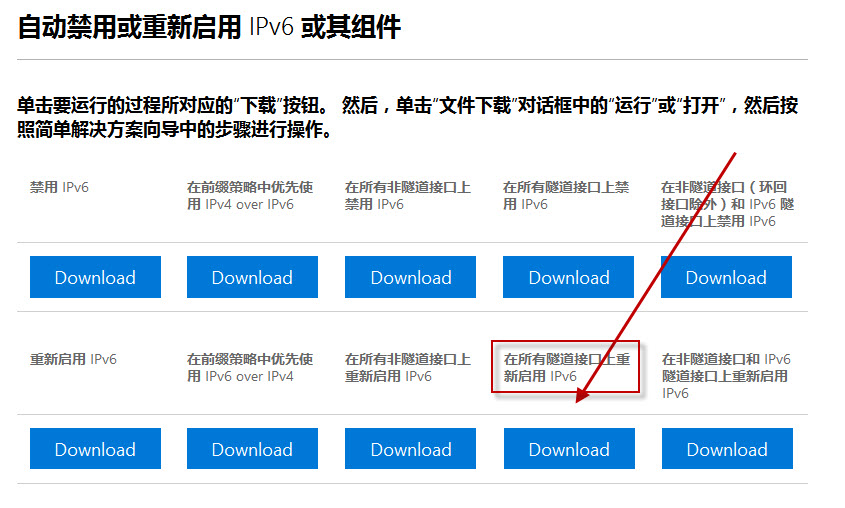 自动禁用或重新启用 IPv6 或其组件
单击要运行的过程所对应的“下载”按钮。 然后，单击“文件下载”对话框中的“运行”或“打开”，然后按
照简单解决方案向导中的步骤进行操作。
禁用 IPv6
在前缀策略中优先使
用 IPv4 over IPv6
在所有非隧道接口上
禁用 IPv6
在所有隧道接口上禁
用 IPv6
在非隧道接口（环回
接口除外）和 IPv6 隧
道接口上禁用 IPv6
Download
Download
Download
Download
Download
重新启用 IPv6
在前缀策略中优先使
用 IPv6 over IPv4
在所有非隧道接口上
重新启用 IPv6
在所有隧道接口上重
新启用 IPv6
在非隧道接口和 IPv6
隧道接口上重新启用
IPv6
Download
Download
Download
Download
Download